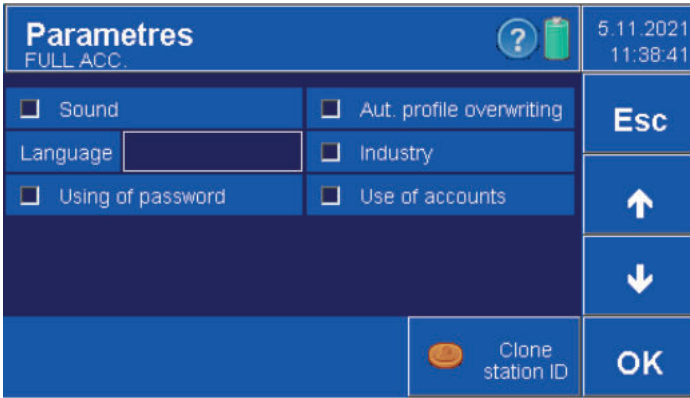 Parametres
FULL ACC.
?
5.11.2021
11:38:41
Sound
Aut. profile overwriting
Esc
Language
Industry
Using of password
Use of accounts
Clone
station ID
OK